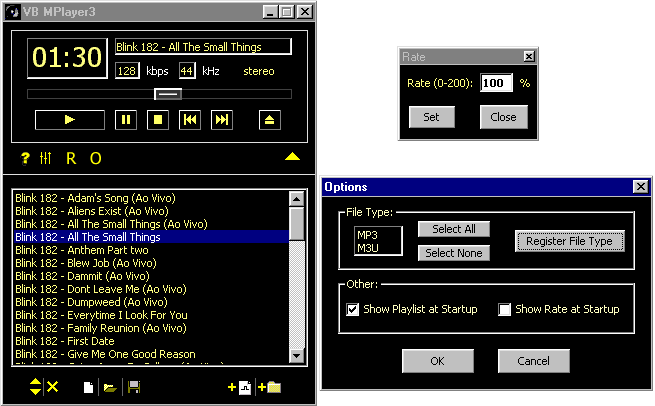 VB MPlayer3
01:30
Blink 182 - All The Small Things
128 kbps 44 kHz stereo
? R O
Blink 182 - Adam's Song (Ao Vivo)
Blink 182 - Aliens Exist (Ao Vivo)
Blink 182 - All The Small Things (Ao Vivo)
Blink 182 - All The Small Things
Blink 182 - Anthem Part two
Blink 182 - Blew Job (Ao Vivo)
Blink 182 - Dammit (Ao Vivo)
Blink 182 - Dont Leave Me (Ao Vivo)
Blink 182 - Dumpweed (Ao Vivo)
Blink 182 - Everytime I Look For You
Blink 182 - Family Reunion (Ao Vivo)
Blink 182 - First Date
Blink 182 - Give Me One Good Reason
Rate
Rate (0-200): 100 %
Set Close
Options
File Type:
MP3
M3U
Select All
Select None
Register File Type
Other:
Show Playlist at Startup Show Rate at Startup
OK Cancel